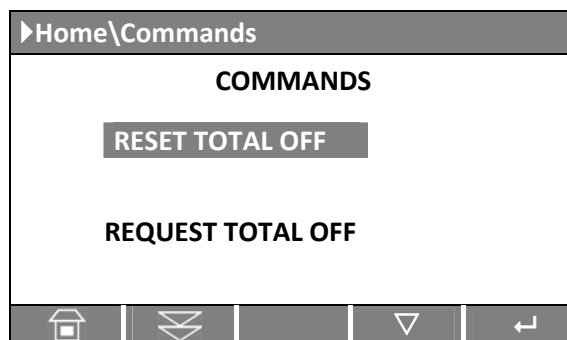 Home\Commands
COMMANDS
RESET TOTAL OFF
REQUEST TOTAL OFF